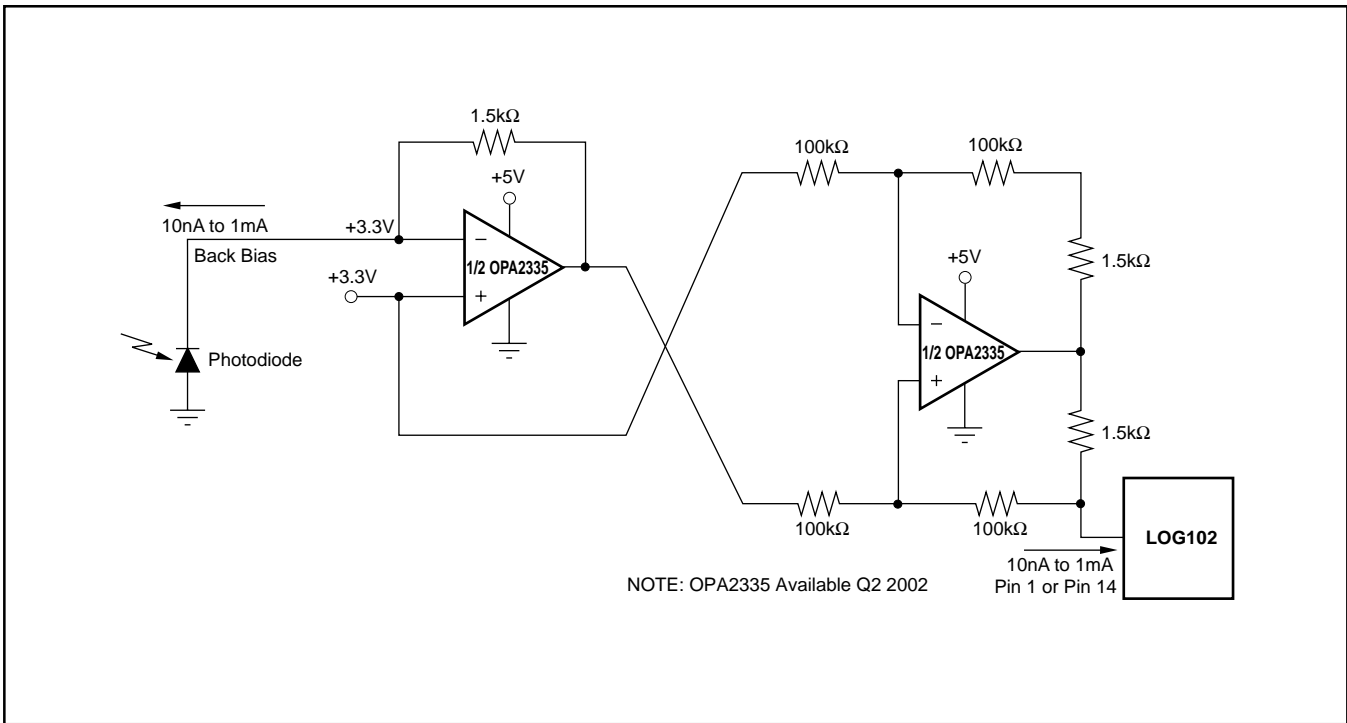 1.5kΩ
+5V
10nA to 1mA
Back Bias
+3.3V
−
1/2 OPA2335
+3.3V
+
Photodiode
100kΩ
100kΩ
1.5kΩ
+5V
−
1/2 OPA2335
+
1.5kΩ
100kΩ
100kΩ
LOG102
10nA to 1mA
Pin 1 or Pin 14
NOTE: OPA2335 Available Q2 2002